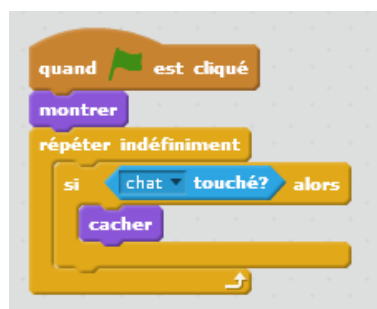 quand est cliqué
montrer
répéter indéfiniment
si chat touché? alors
cacher